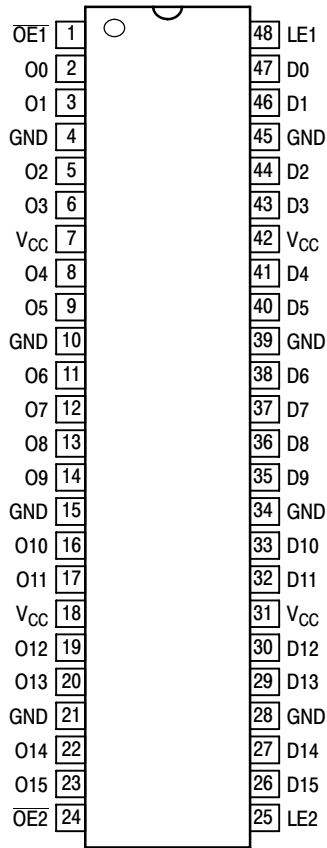 OE1 1 48 LE1
O0 2 47 D0
O1 3 46 D1
GND 4 45 GND
O2 5 44 D2
O3 6 43 D3
VCC 7 42 VCC
O4 8 41 D4
O5 9 40 D5
GND 10 39 GND
O6 11 38 D6
O7 12 37 D7
O8 13 36 D8
O9 14 35 D9
GND 15 34 GND
O10 16 33 D10
O11 17 32 D11
VCC 18 31 VCC
O12 19 30 D12
O13 20 29 D13
GND 21 28 GND
O14 22 27 D14
O15 23 26 D15
OE2 24 25 LE2